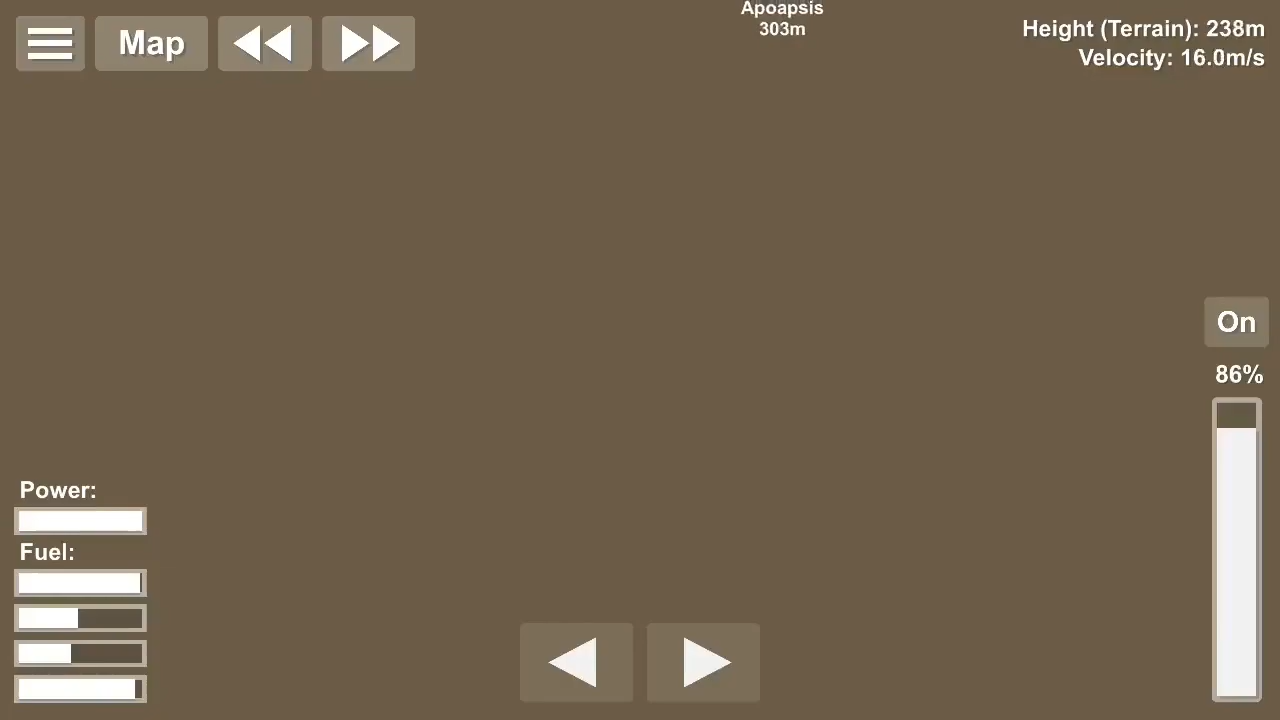 Map
Apoapsis
303m
Height (Terrain): 238m
Velocity: 16.0m/s
On
86%
Power:
Fuel: